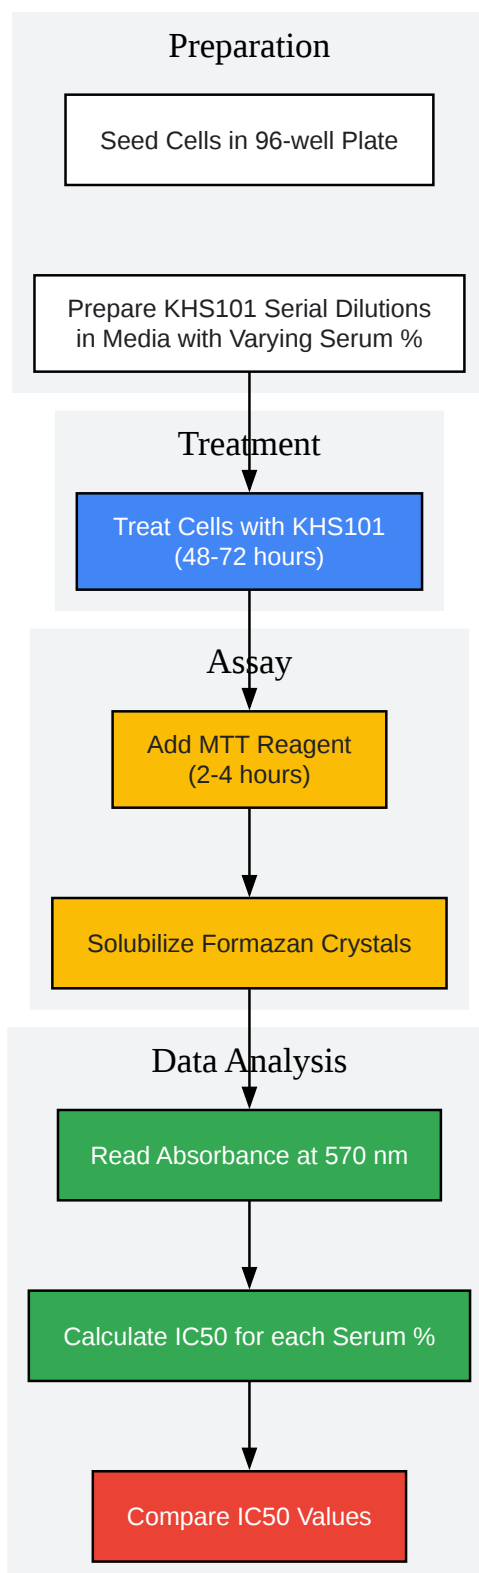 Preparation
Seed Cells in 96-well Plate
Prepare KHS101 Serial Dilutions
in Media with Varying Serum %
Treatment
Treat Cells with KHS101
(48-72 hours)
Assay
Add MTT Reagent
(2-4 hours)
Solubilize Formazan Crystals
Data Analysis
Read Absorbance at 570 nm
Calculate IC50 for each Serum %
Compare IC50 Values